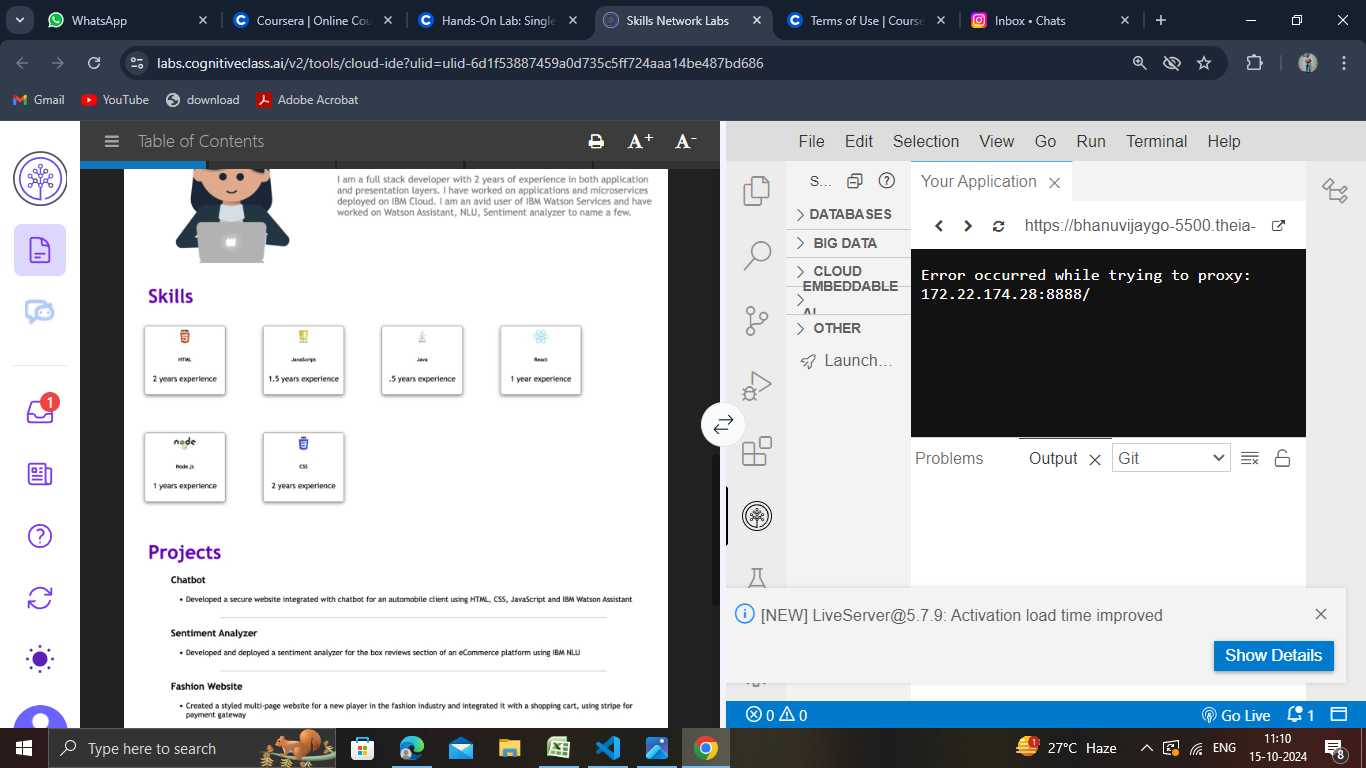 WhatsApp
Coursera | Online Cou
Hands-On Lab: Single
Skills Network Labs
Terms of Use | Course
Inbox • Chats
labs.cognitiveclass.ai/v2/tools/cloud-ide?ulid=ulid-6d1f53887459a0d735c5ff724aaa14be487bd686
Gmail
YouTube
download
Adobe Acrobat
Table of Contents
A+
A-
I am a full stack developer with 2 years of experience in both application
and presentation layers. I have worked on applications and microservices
deployed on IBM Cloud. I am an avid user of IBM Watson Services and have
worked on Watson Assistant, NLU, Sentiment analyzer to name a few.
Skills
HTML
2 years experience
JavaScript
1.5 years experience
Java
.5 years experience
React
1 year experience
node
Node.js
1 years experience
CSS
2 years experience
Projects
Chatbot
• Developed a secure website integrated with chatbot for an automobile client using HTML, CSS, JavaScript and IBM Watson Assistant
Sentiment Analyzer
• Developed and deployed a sentiment analyzer for the box reviews section of an eCommerce platform using IBM NLU
Fashion Website
• Created a styled multi-page website for a new player in the fashion industry and integrated it with a shopping cart, using stripe for
payment gateway
1
File Edit Selection View Go Run Terminal Help
S...
DATABASES
BIG DATA
CLOUD
EMBEDDABLE
AI
OTHER
Launch...
Your Application
https://bhanuvijaygo-5500.theia-
Error occurred while trying to proxy:
172.22.174.28:8888/
Problems
Output
Git
[NEW] LiveServer@5.7.9: Activation load time improved
Show Details
0 0
Go Live
1
Type here to search
1
27°C Haze
ENG
11:10
15-10-2024
8